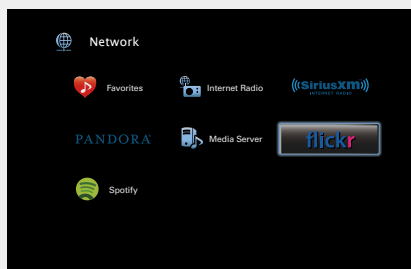 Network
Favorites
Internet Radio
((SiriusXM))
INTERNET RADIO
PANDORA
Media Server
flickr
Spotify